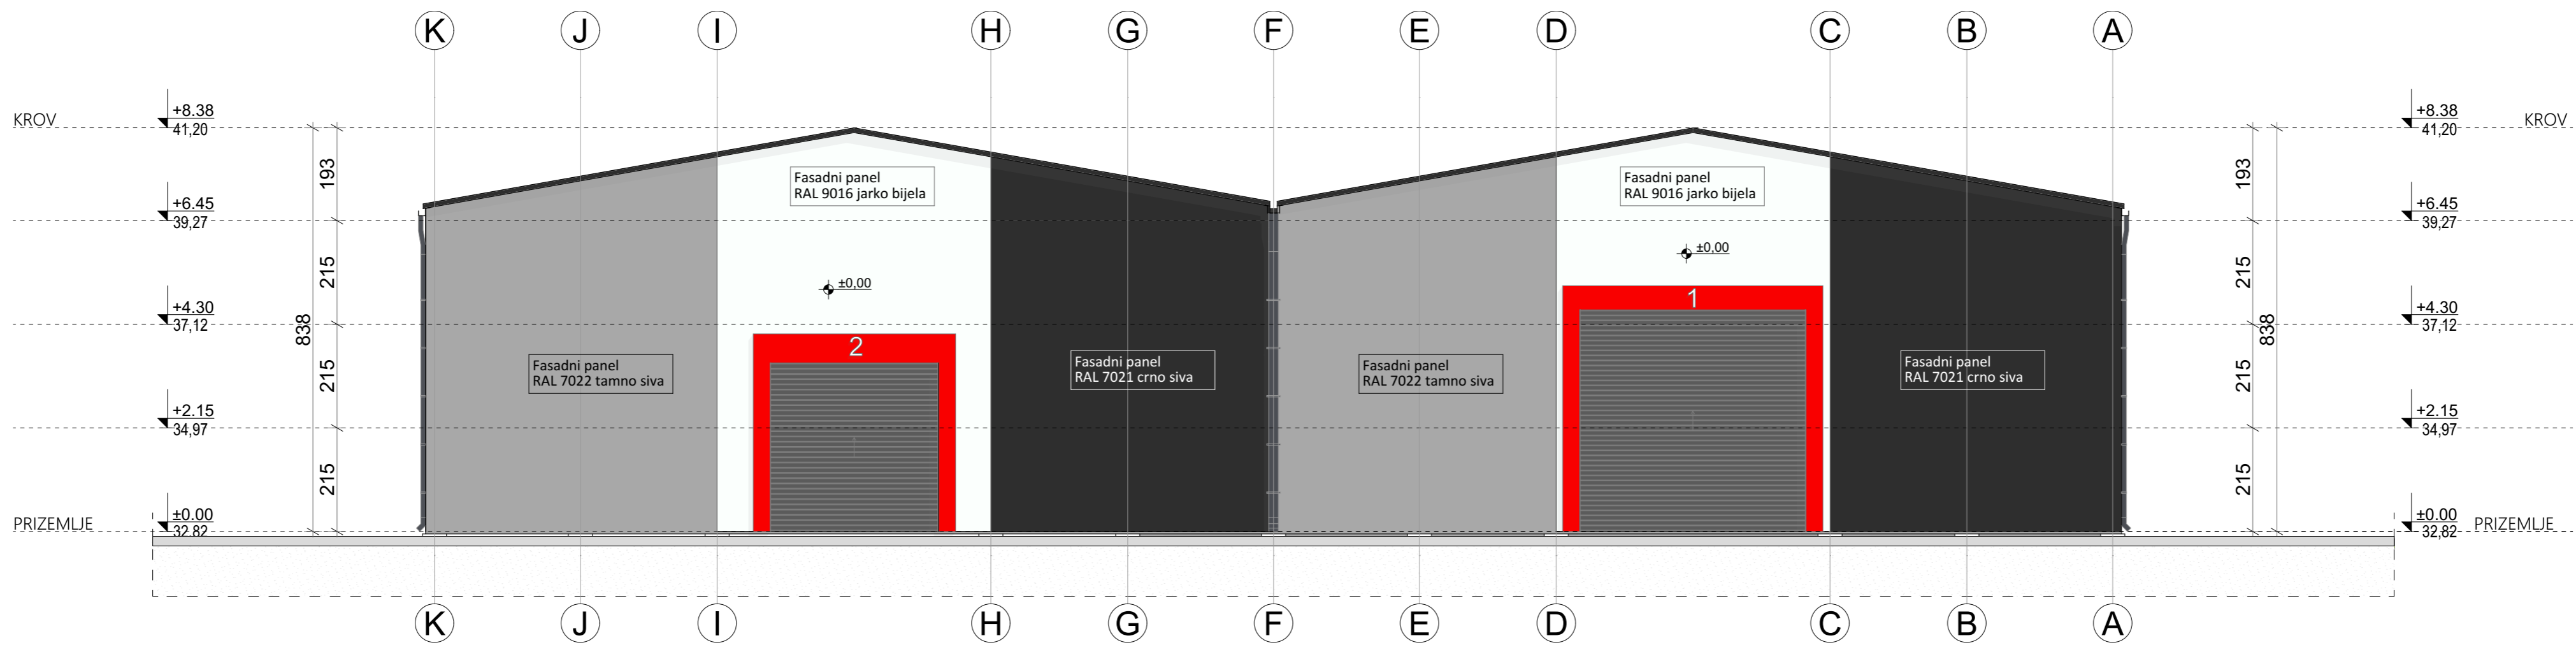 K J I H G F E D C B A
+8.38 +8.38
KROV 41,20 41,20 KROV
193 193
Fasadni panel
RAL 9016 jarko bijela
Fasadni panel
RAL 9016 jarko bijela
+6.45 +6.45
39,27 39,27
±0,00
±0,00
215 215
1
+4.30 +4.30
37,12 37,12
838 838
2
Fasadni panel
RAL 7022 tamno siva
Fasadni panel
RAL 7021 crno siva
Fasadni panel
RAL 7022 tamno siva
Fasadni panel
RAL 7021 crno siva
215 215
+2.15 +2.15
34,97 34,97
215 215
±0.00 ±0.00
PRIZEMLJE 32,82 32,82 PRIZEMLJE
K J I H G F E D C B A